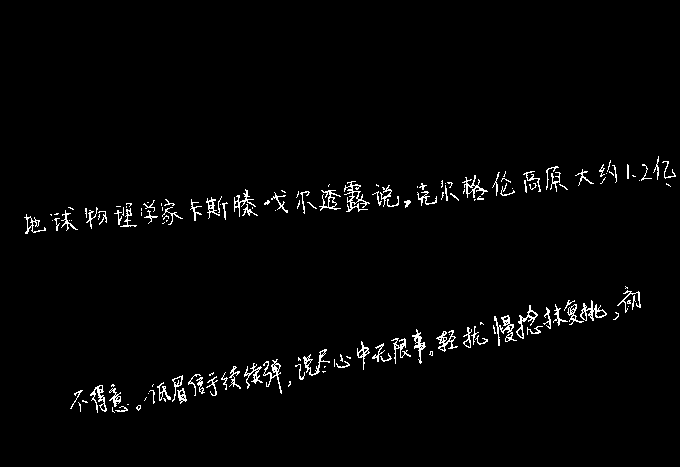 地球物理学家卡斯滕·戈尔透露说,克尔格伦高原大约1.2亿
不得意。低眉信手续续弹,说尽心中无限事。轻拢慢捻抹复挑,初